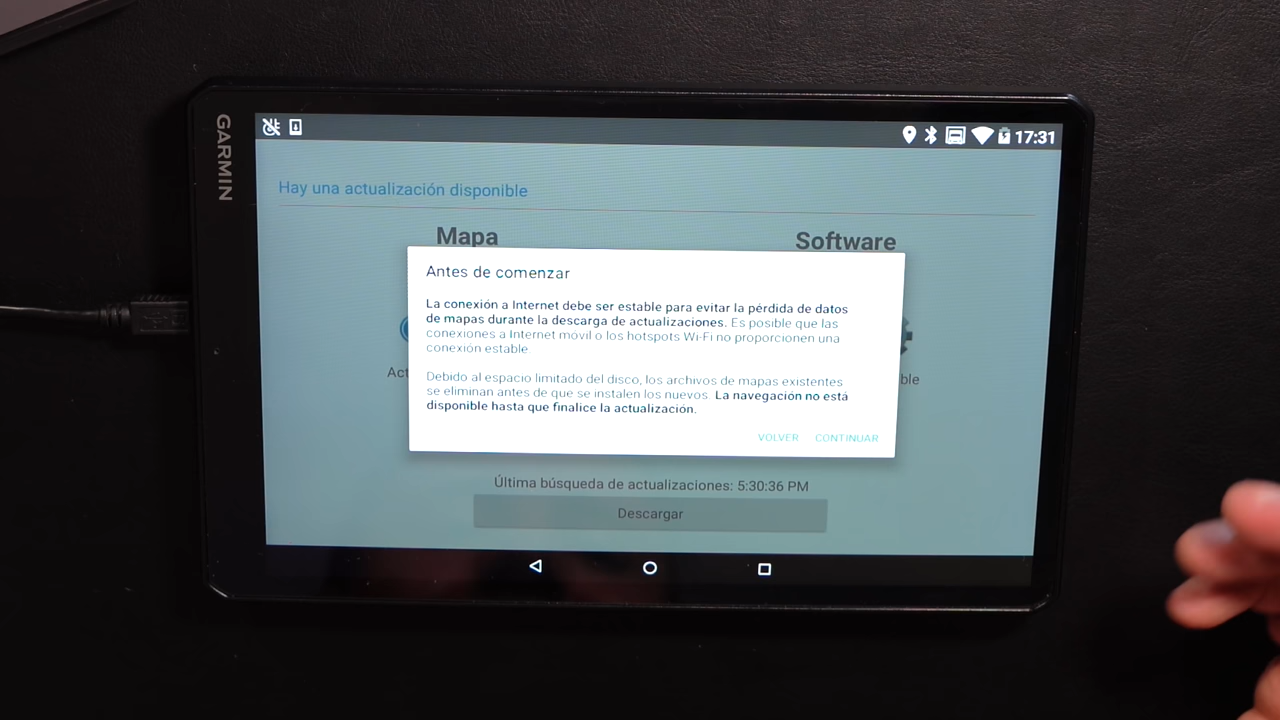 GARMIN
17:31
Hay una actualización disponible
Mapa
Software
Antes de comenzar
La conexión a Internet debe ser estable para evitar la pérdida de datos
de mapas durante la descarga de actualizaciones. Es posible que las
conexiones a Internet móvil o los hotspots Wi-Fi no proporcionen una
conexión estable.
Debido al espacio limitado del disco, los archivos de mapas existentes
se eliminan antes de que se instalen los nuevos. La navegación no está
disponible hasta que finalice la actualización.
VOLVER CONTINUAR
Última búsqueda de actualizaciones: 5:30:36 PM
Descargar